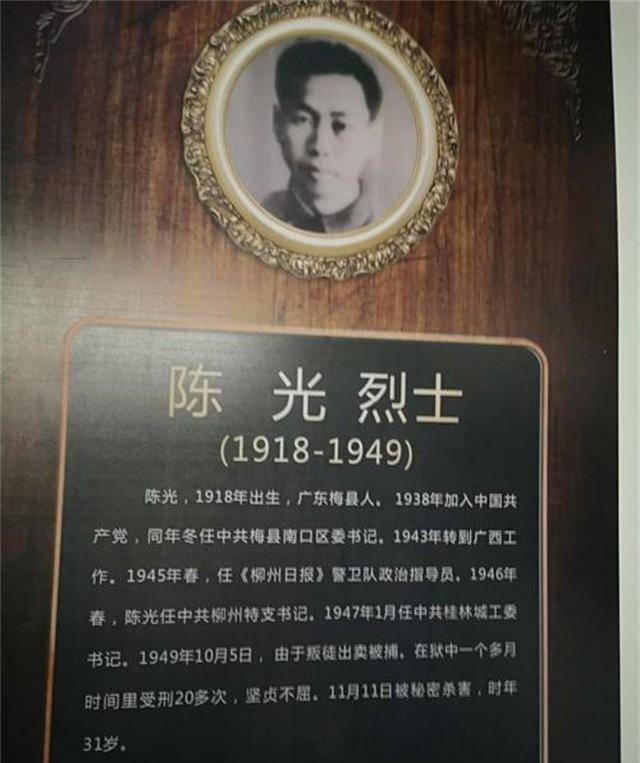 陈 光 烈士
(1918-1949)
陈光，1918年出生，广东梅县人。1938年加入中国共
产党，同年冬任中共梅县南口区委书记。1943年转到广西工
作。1945年春，任《柳州日报》警卫队政治指导员。1946年
春，陈光任中共柳州特支书记。1947年1月任中共桂林城工委
书记。1949年10月5日，由于叛徒出卖被捕。在狱中一个多月
时间里受刑20多次，坚贞不屈。11月11日被秘密杀害，时年
31岁。